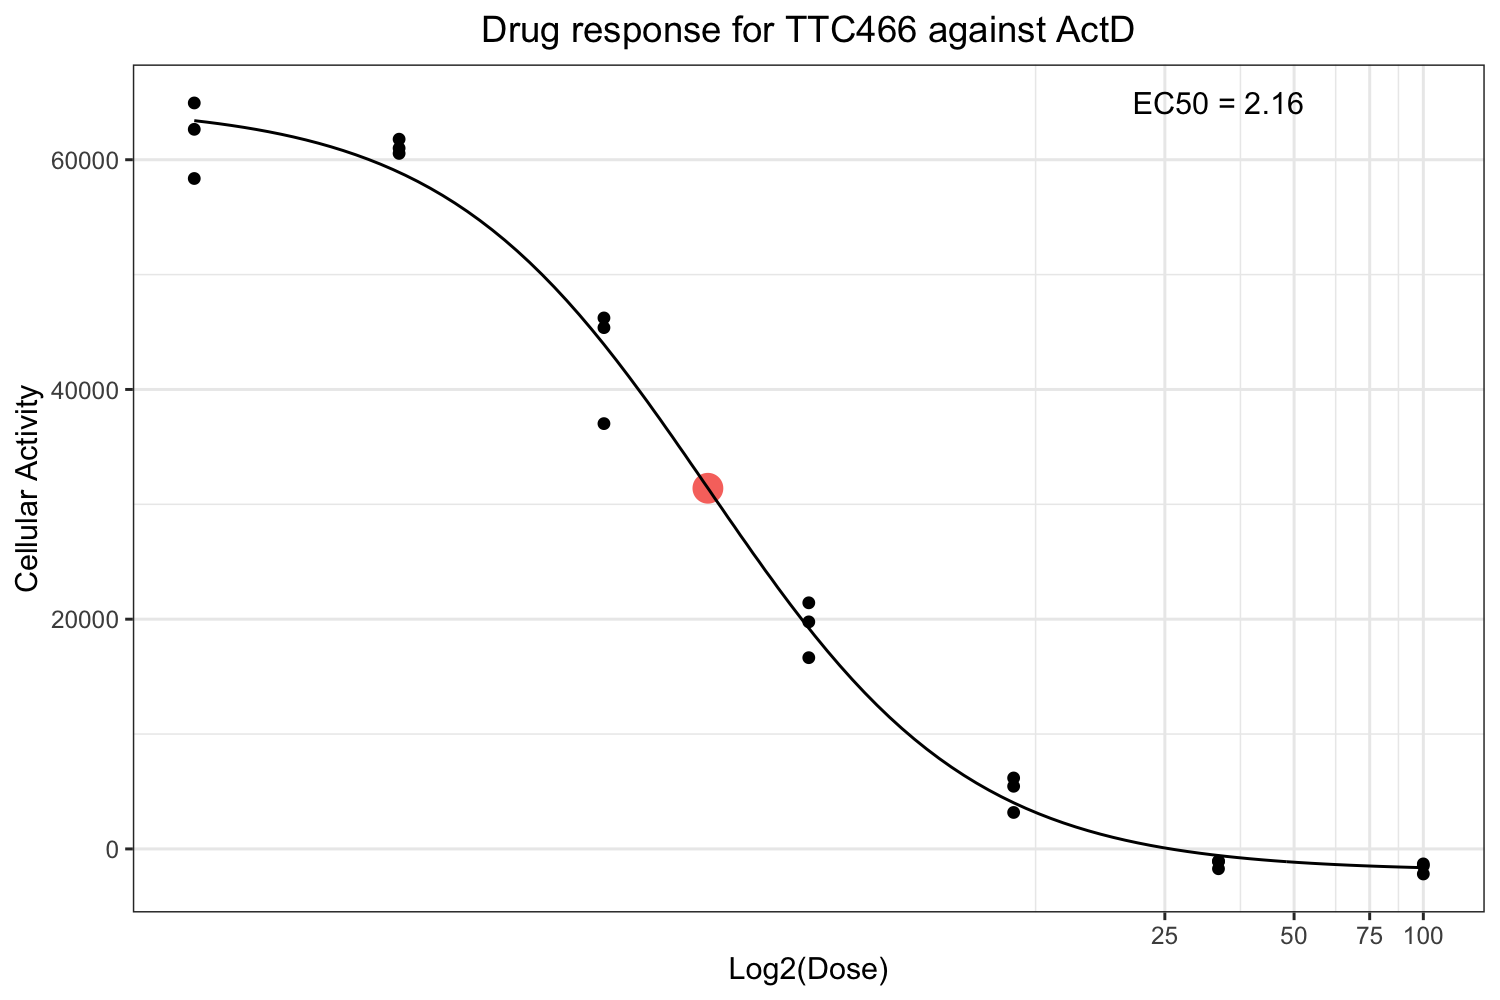 Drug response for TTC466 against ActD
EC50 = 2.16
60000
40000
20000
0
Cellular Activity
25 50 75 100
Log2(Dose)